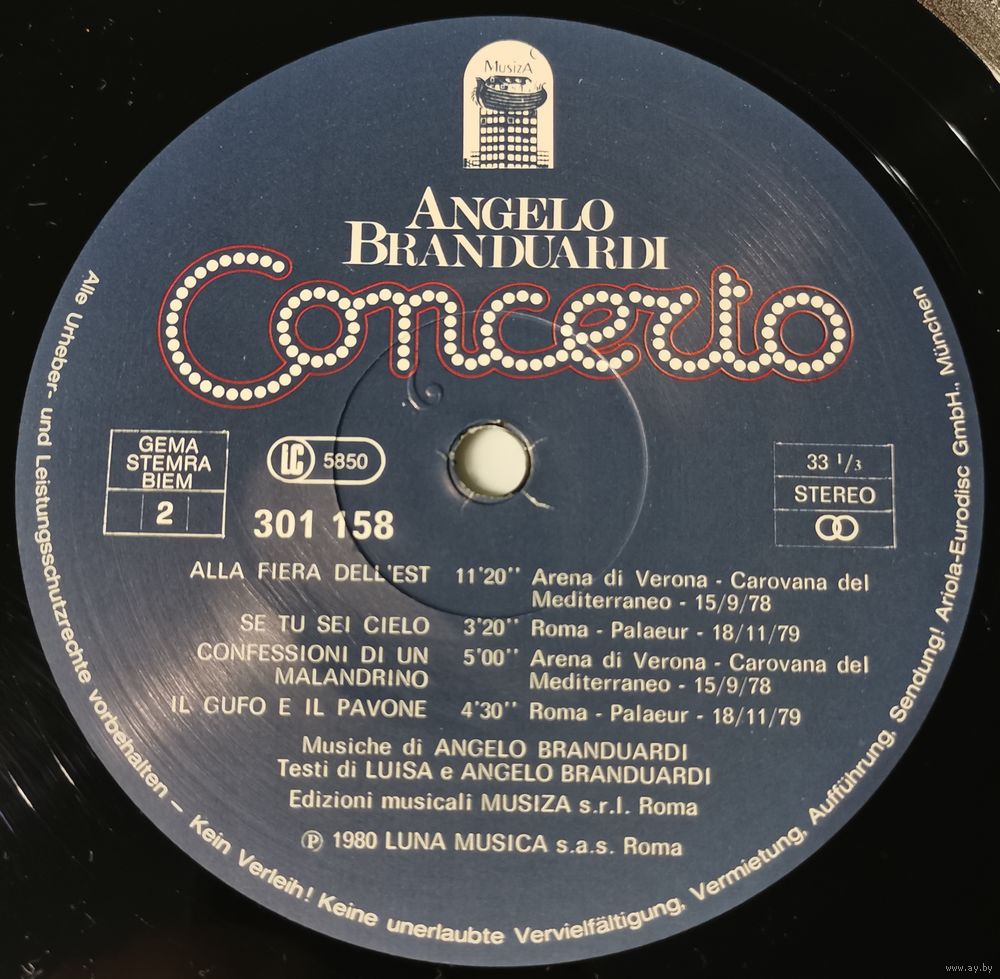 MusizA
ANGELO
BRANDUARDI
Concerto
GEMA
STEMRA
BIEM
2
LC 5850
301 158
33 1/3
STEREO
ALLA FIERA DELL'EST 11'20'' Arena di Verona - Carovana del
Mediterraneo - 15/9/78
SE TU SEI CIELO 3'20'' Roma - Palaeur - 18/11/79
CONFESSIONI DI UN 5'00'' Arena di Verona - Carovana del
MALANDRINO Mediterraneo - 15/9/78
IL GUFO E IL PAVONE 4'30'' Roma - Palaeur - 18/11/79
Musiche di ANGELO BRANDUARDI
Testi di LUISA e ANGELO BRANDUARDI
Edizioni musicali MUSIZA s.r.l. Roma
℗ 1980 LUNA MUSICA s.a.s. Roma
Alle Urheber- und Leistungsschutzrechte vorbehalten – Kein Verleih! Keine unerlaubte Vervielfältigung, Vermietung, Aufführung, Sendung! Ariola-Eurodisc GmbH., München
www.ay.by